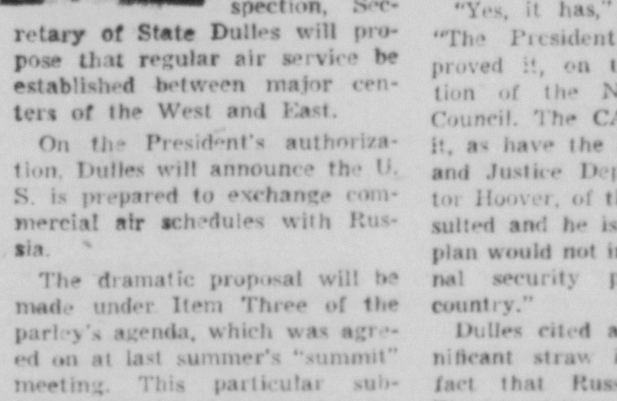 spection, Sec-
retary of State Dulles will pro-
pose that regular air service be
established between major cen-
ters of the West and East.
On the President's authoriza-
tion, Dulles will announce the U.
S. is prepared to exchange com-
mercial air schedules with Rus-
sia.
The dramatic proposal will be
made under Item Three of the
parley's agenda, which was agre-
ed on at last summer's "summit"
meeting. This particular sub-
"Yes, it has,"
"The President
proved it, on t
tion of the N
Council. The CA
it, as have the
and Justice Dep
tor Hoover, of t
sulted and he is
plan would not i
nal security p
country."
Dulles cited a
nificant straw i
fact that Rus